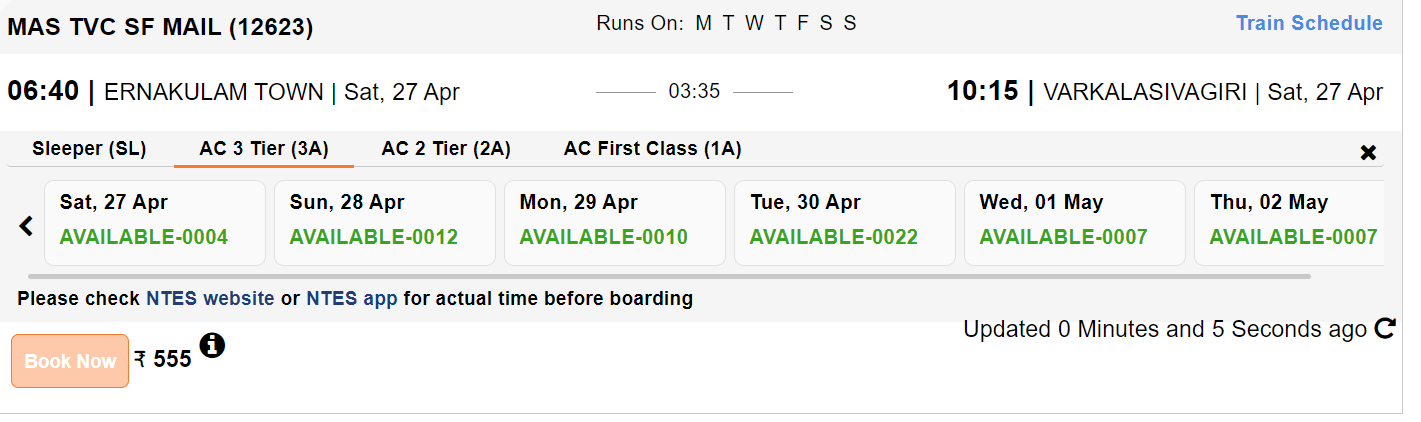 MAS TVC SF MAIL (12623) Runs On: M T W T F S S Train Schedule
06:40 | ERNAKULAM TOWN | Sat, 27 Apr 03:35 10:15 | VARKALASIVAGIRI | Sat, 27 Apr
Sleeper (SL) AC 3 Tier (3A) AC 2 Tier (2A) AC First Class (1A)
Sat, 27 Apr Sun, 28 Apr Mon, 29 Apr Tue, 30 Apr Wed, 01 May Thu, 02 May
AVAILABLE-0004 AVAILABLE-0012 AVAILABLE-0010 AVAILABLE-0022 AVAILABLE-0007 AVAILABLE-0007
Please check NTES website or NTES app for actual time before boarding
Updated 0 Minutes and 5 Seconds ago
Book Now ₹ 555